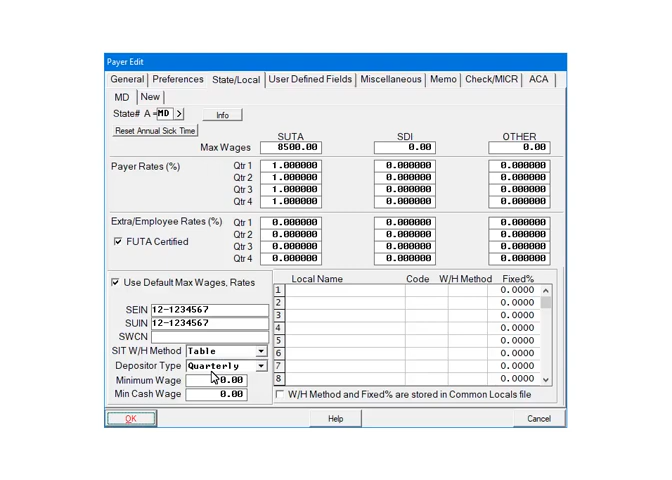 Payer Edit
General Preferences State/Local User Defined Fields Miscellaneous Memo Check/MICR ACA
MD New
State# A =MD > Info
Reset Annual Sick Time
SUTA SDI OTHER
Max Wages 8500.00 0.00 0.00
Payer Rates (%) Qtr 1 1.000000 0.000000 0.000000
Qtr 2 1.000000 0.000000 0.000000
Qtr 3 1.000000 0.000000 0.000000
Qtr 4 1.000000 0.000000 0.000000
Extra/Employee Rates (%) Qtr 1 0.000000 0.000000 0.000000
Qtr 2 0.000000 0.000000 0.000000
FUTA Certified Qtr 3 0.000000 0.000000 0.000000
Qtr 4 0.000000 0.000000 0.000000
Use Default Max Wages, Rates
SEIN 12-1234567
SUIN 12-1234567
SWCN
SIT W/H Method Table
Depositor Type Quarterly
Minimum Wage 0.00
Min Cash Wage 0.00
Local Name Code W/H Method Fixed%
1 0.0000
2 0.0000
3 0.0000
4 0.0000
5 0.0000
6 0.0000
7 0.0000
8 0.0000
W/H Method and Fixed% are stored in Common Locals file
OK Help Cancel